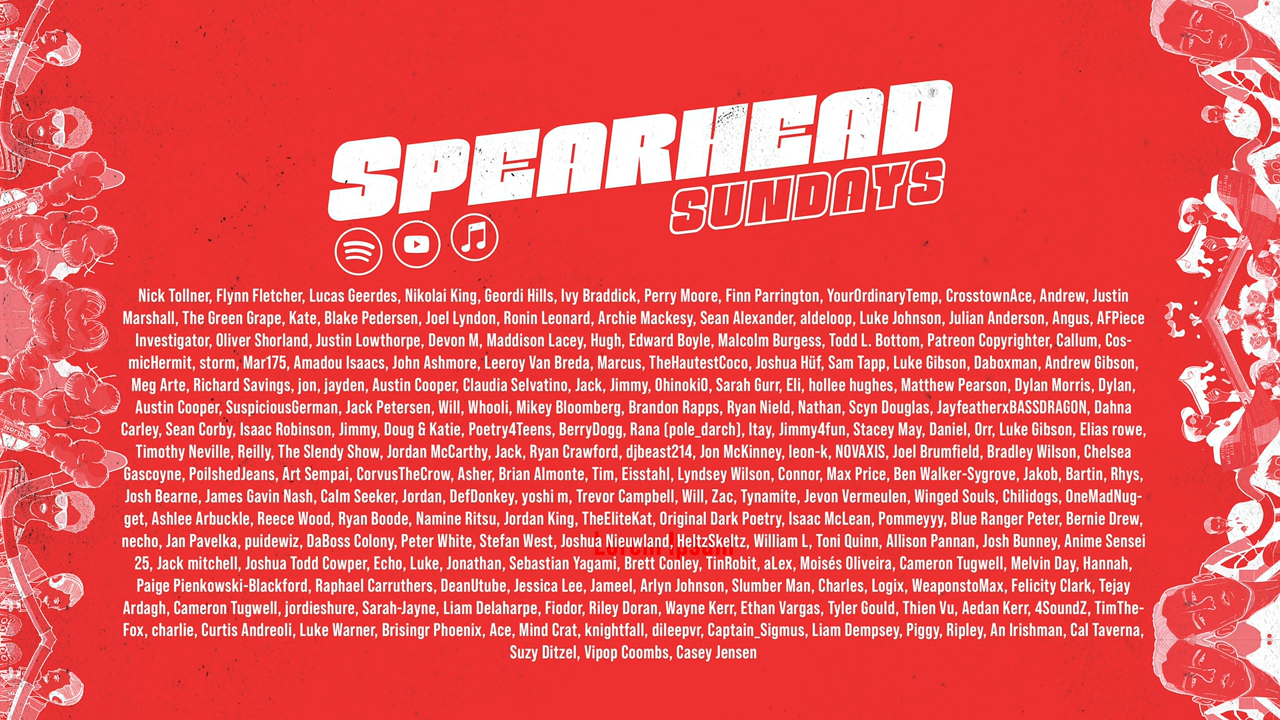 SPEARHEAD
SUNDAYS
Nick Tollner, Flynn Fletcher, Lucas Geerdes, Nikolai King, Geordi Hills, Ivy Braddick, Perry Moore, Finn Parrington, YourOrdinaryTemp, CrosstownAce, Andrew, Justin
Marshall, The Green Grape, Kate, Blake Pedersen, Joel Lyndon, Ronin Leonard, Archie Mackesy, Sean Alexander, aldeloop, Luke Johnson, Julian Anderson, Angus, AFPiece
Investigator, Oliver Shorland, Justin Lowthorpe, Devon M, Maddison Lacey, Hugh, Edward Boyle, Malcolm Burgess, Todd L. Bottom, Patreon Copyrighter, Callum, Cos-
micHermit, storm, Mar175, Amadou Isaacs, John Ashmore, Leeroy Van Breda, Marcus, TheHautestCoco, Joshua Hüf, Sam Tapp, Luke Gibson, Daboxman, Andrew Gibson,
Meg Arte, Richard Savings, jon, jayden, Austin Cooper, Claudia Selvatino, Jack, Jimmy, OhinokiO, Sarah Gurr, Eli, hollee hughes, Matthew Pearson, Dylan Morris, Dylan,
Austin Cooper, SuspiciousGerman, Jack Petersen, Will, Whooli, Mikey Bloomberg, Brandon Rapps, Ryan Nield, Nathan, Scyn Douglas, JayfeatherxBASSDRAGON, Dahna
Carley, Sean Corby, Isaac Robinson, Jimmy, Doug & Katie, Poetry4Teens, BerryDogg, Rana (pole_darch), Itay, Jimmy4fun, Stacey May, Daniel, Orr, Luke Gibson, Elias rowe,
Timothy Neville, Reilly, The Slendy Show, Jordan McCarthy, Jack, Ryan Crawford, djbeast214, Jon McKinney, leon-k, NOVAXIS, Joel Brumfield, Bradley Wilson, Chelsea
Gascoyne, PoilshedJeans, Art Sempai, CorvusTheCrow, Asher, Brian Almonte, Tim, Eisstahl, Lyndsey Wilson, Connor, Max Price, Ben Walker-Sygrove, Jakob, Bartin, Rhys,
Josh Bearne, James Gavin Nash, Calm Seeker, Jordan, DefDonkey, yoshi m, Trevor Campbell, Will, Zac, Tynamite, Jevon Vermeulen, Winged Souls, Chilidogs, OneMadNug-
get, Ashlee Arbuckle, Reece Wood, Ryan Boode, Namine Ritsu, Jordan King, TheEliteKat, Original Dark Poetry, Isaac McLean, Pommeyyy, Blue Ranger Peter, Bernie Drew,
necho, Jan Pavelka, puidewiz, DaBoss Colony, Peter White, Stefan West, Joshua Nieuwland, HeltzSkeltz, William L, Toni Quinn, Allison Pannan, Josh Bunney, Anime Sensei
Lorem Ipsum
25, Jack mitchell, Joshua Todd Cowper, Echo, Luke, Jonathan, Sebastian Yagami, Brett Conley, TinRobit, aLex, Moisés Oliveira, Cameron Tugwell, Melvin Day, Hannah,
Paige Pienkowski-Blackford, Raphael Carruthers, DeanUtube, Jessica Lee, Jameel, Arlyn Johnson, Slumber Man, Charles, Logix, WeaponstoMax, Felicity Clark, Tejay
Ardagh, Cameron Tugwell, jordieshure, Sarah-Jayne, Liam Delaharpe, Fiodor, Riley Doran, Wayne Kerr, Ethan Vargas, Tyler Gould, Thien Vu, Aedan Kerr, 4SoundZ, TimThe-
Fox, charlie, Curtis Andreoli, Luke Warner, Brisingr Phoenix, Ace, Mind Crat, knightfall, dileepvr, Captain_Sigmus, Liam Dempsey, Piggy, Ripley, An Irishman, Cal Taverna,
Suzy Ditzel, Vipop Coombs, Casey Jensen